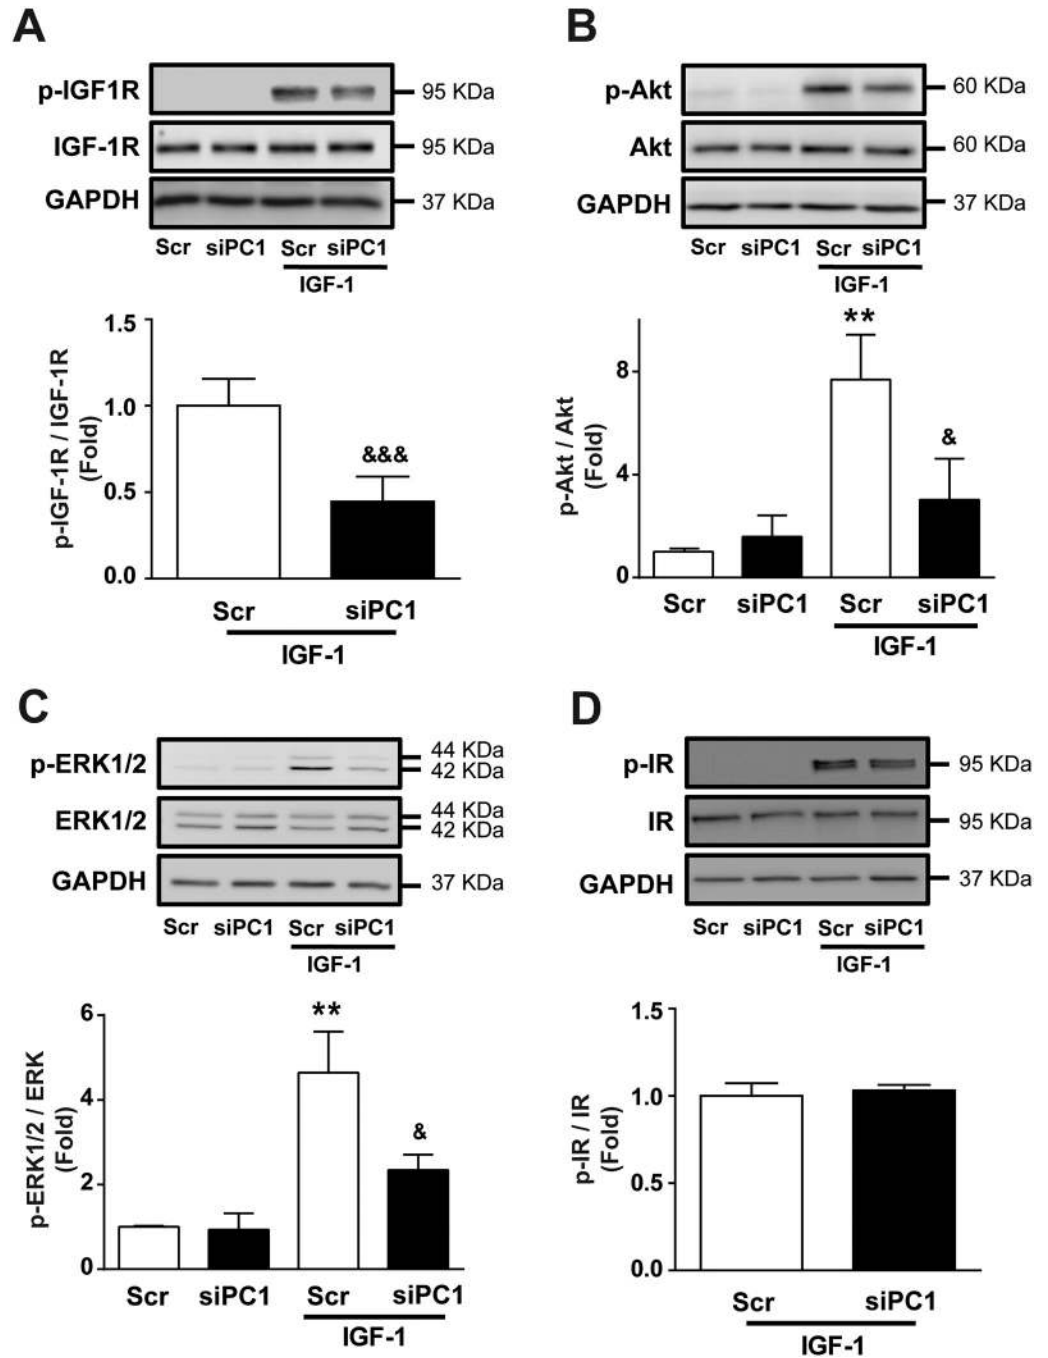 A
p-IGF1R
95 KDa
IGF-1R
95 KDa
GAPDH
37 KDa
Scr siPC1 Scr siPC1
IGF-1
1.5
1.0
0.5
0.0
p-IGF-1R / IGF-1R
(Fold)
&&&
Scr siPC1
IGF-1
B
p-Akt
60 KDa
Akt
60 KDa
GAPDH
37 KDa
Scr siPC1 Scr siPC1
IGF-1
8
4
0
p-Akt / Akt
(Fold)
**
&
Scr siPC1 Scr siPC1
IGF-1
C
p-ERK1/2
44 KDa
42 KDa
ERK1/2
44 KDa
42 KDa
GAPDH
37 KDa
Scr siPC1 Scr siPC1
IGF-1
6
4
2
0
p-ERK1/2 / ERK
(Fold)
**
&
Scr siPC1 Scr siPC1
IGF-1
D
p-IR
95 KDa
IR
95 KDa
GAPDH
37 KDa
Scr siPC1 Scr siPC1
IGF-1
1.5
1.0
0.5
0.0
p-IR / IR
(Fold)
Scr siPC1
IGF-1